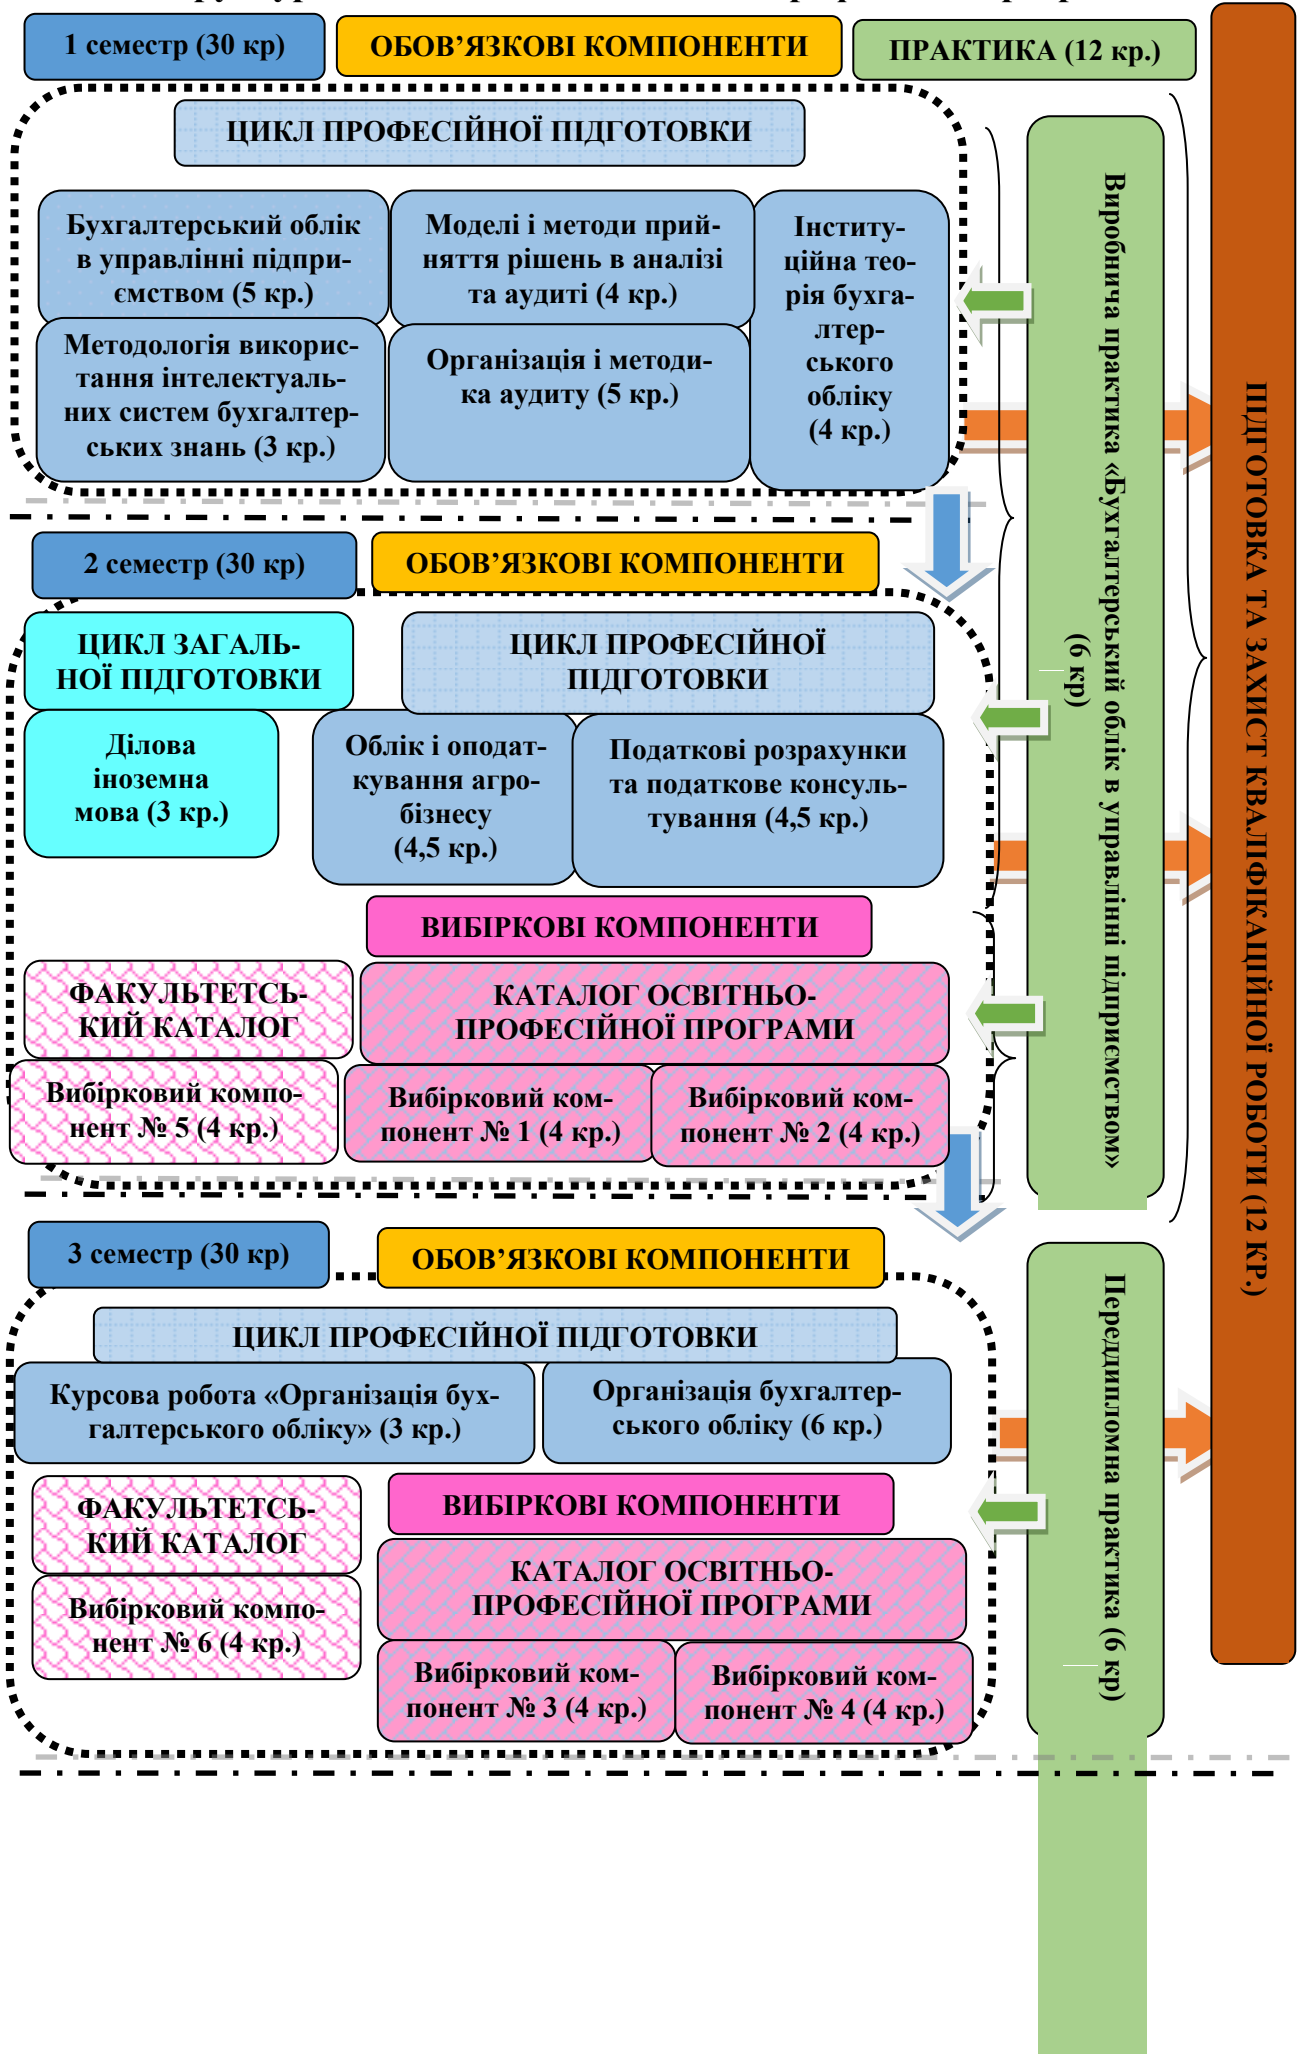 1 семестр (30 кр)
ОБОВ’ЯЗКОВІ КОМПОНЕНТИ
ПРАКТИКА (12 кр.)
ЦИКЛ ПРОФЕСІЙНОЇ ПІДГОТОВКИ
Бухгалтерський облік
в управлінні підпри-
ємством (5 кр.)
Моделі і методи прий-
няття рішень в аналізі
та аудиті (4 кр.)
Інститу-
ційна тео-
рія бухга-
лтер-
ського
обліку
(4 кр.)
Методологія викорис-
тання інтелектуаль-
них систем бухгалтер-
ських знань (3 кр.)
Організація і методи-
ка аудиту (5 кр.)
Виробнича практика «Бухгалтерський облік в управлінні підприємством»
(6 кр)
ПІДГОТОВКА ТА ЗАХИСТ КВАЛІФІКАЦІЙНОЇ РОБОТИ (12 КР.)
2 семестр (30 кр)
ОБОВ’ЯЗКОВІ КОМПОНЕНТИ
ЦИКЛ ЗАГАЛЬ-
НОЇ ПІДГОТОВКИ
ЦИКЛ ПРОФЕСІЙНОЇ
ПІДГОТОВКИ
Ділова
іноземна
мова (3 кр.)
Облік і оподат-
кування агро-
бізнесу
(4,5 кр.)
Податкові розрахунки
та податкове консуль-
тування (4,5 кр.)
ВИБІРКОВІ КОМПОНЕНТИ
ФАКУЛЬТЕТСЬ-
КИЙ КАТАЛОГ
КАТАЛОГ ОСВІТНЬО-
ПРОФЕСІЙНОЇ ПРОГРАМИ
Вибірковий компо-
нент № 5 (4 кр.)
Вибірковий ком-
понент № 1 (4 кр.)
Вибірковий ком-
понент № 2 (4 кр.)
3 семестр (30 кр)
ОБОВ’ЯЗКОВІ КОМПОНЕНТИ
ЦИКЛ ПРОФЕСІЙНОЇ ПІДГОТОВКИ
Курсова робота «Організація бух-
галтерського обліку» (3 кр.)
Організація бухгалтер-
ського обліку (6 кр.)
Переддипломна практика (6 кр)
ФАКУЛЬТЕТСЬ-
КИЙ КАТАЛОГ
ВИБІРКОВІ КОМПОНЕНТИ
КАТАЛОГ ОСВІТНЬО-
ПРОФЕСІЙНОЇ ПРОГРАМИ
Вибірковий компо-
нент № 6 (4 кр.)
Вибірковий ком-
понент № 3 (4 кр.)
Вибірковий ком-
понент № 4 (4 кр.)